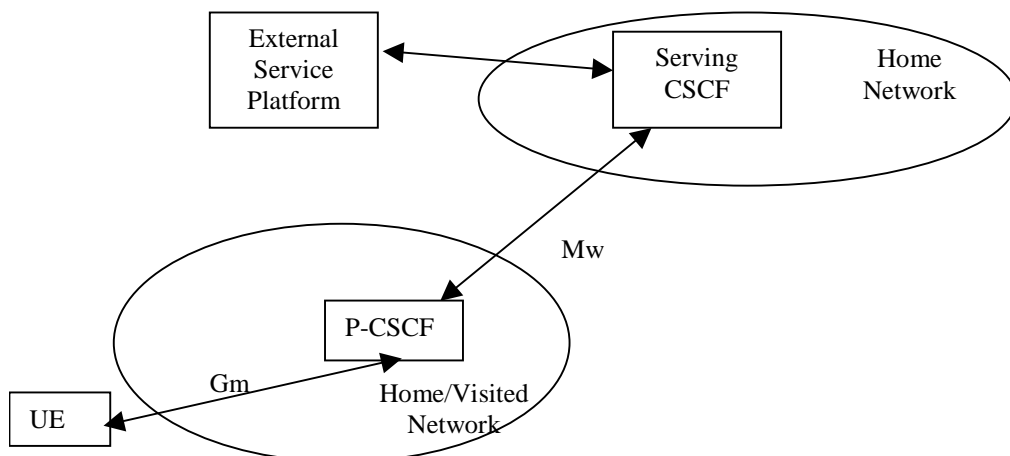 External
Service
Platform
Serving
CSCF
Home
Network
Mw
P-CSCF
Gm
Home/Visited
Network
UE